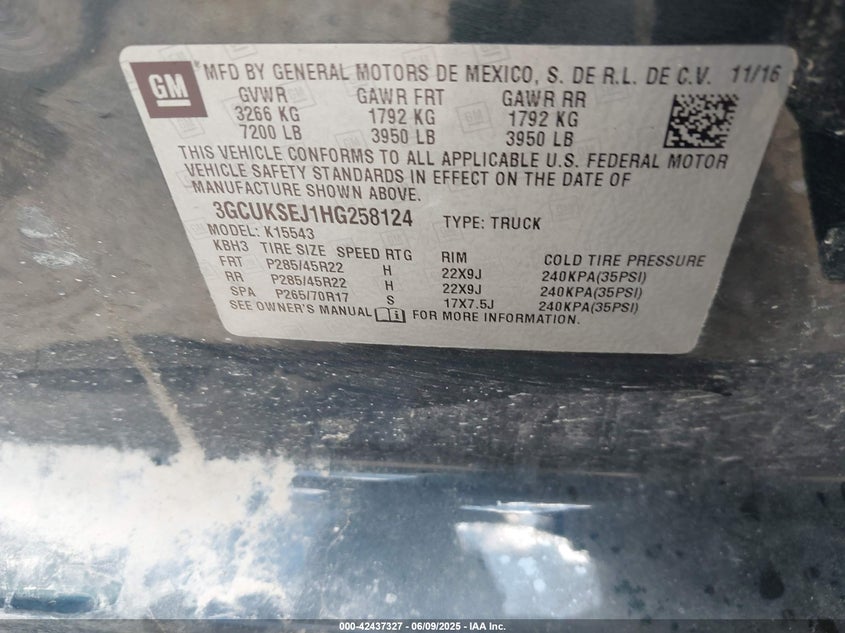 GM
MFD BY GENERAL MOTORS DE MEXICO, S. DE R.L. DE C.V. 11/16
GVWR GAWR FRT GAWR RR
3266 KG 1792 KG 1792 KG
7200 LB 3950 LB 3950 LB
THIS VEHICLE CONFORMS TO ALL APPLICABLE U.S. FEDERAL MOTOR
VEHICLE SAFETY STANDARDS IN EFFECT ON THE DATE OF
MANUFACTURE SHOWN ABOVE.
3GCUKSEJ1HG258124 TYPE: TRUCK
MODEL: K15543
KBH3 TIRE SIZE SPEED RTG RIM COLD TIRE PRESSURE
FRT P285/45R22 H 22X9J 240KPA(35PSI)
RR P285/45R22 H 22X9J 240KPA(35PSI)
SPA P265/70R17 S 17X7.5J 240KPA(35PSI)
SEE OWNER'S MANUAL FOR MORE INFORMATION.
000-42437327 - 06/09/2025 - IAA Inc.